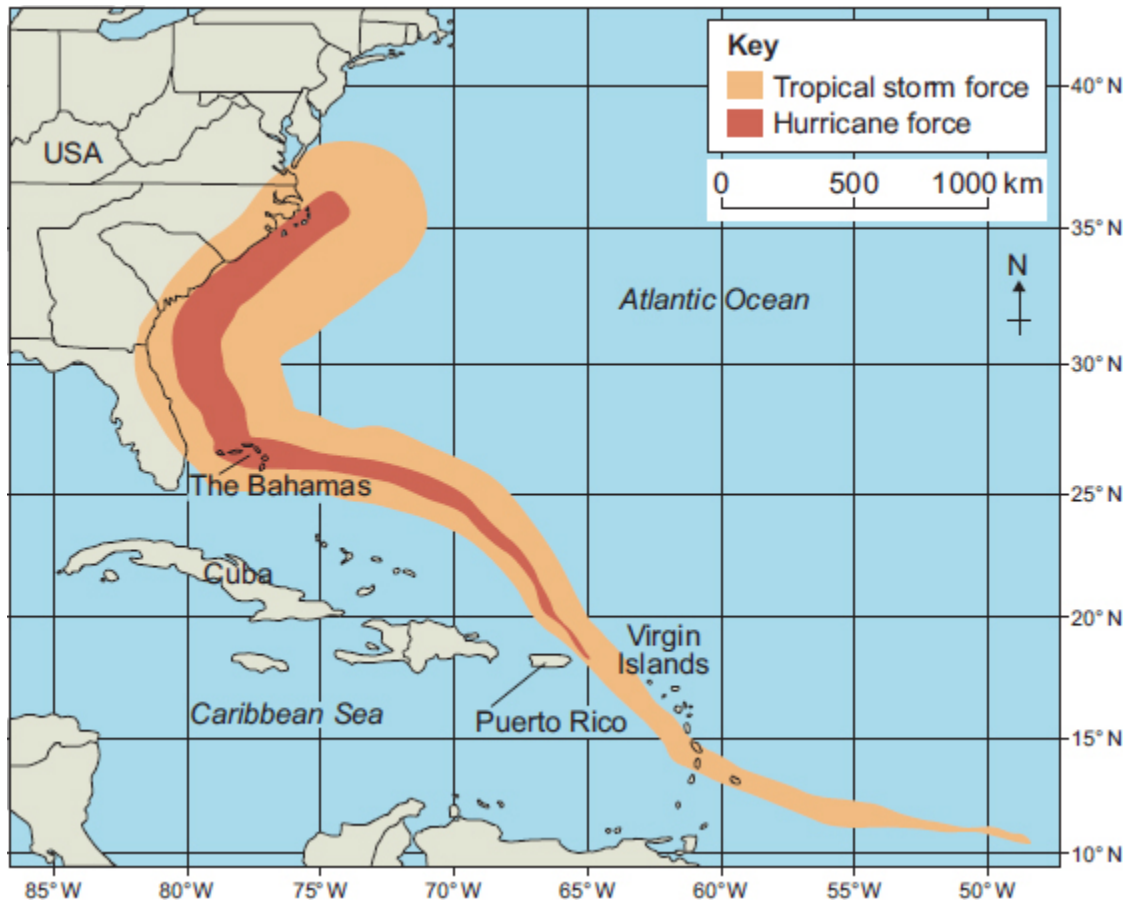 Key
Tropical storm force
Hurricane force
0 500 1000 km
N
USA
Atlantic Ocean
The Bahamas
Cuba
Virgin
Islands
Puerto Rico
Caribbean Sea
40° N
35° N
30° N
25° N
20° N
15° N
10° N
85°W 80°W 75°W 70°W 65°W 60°W 55°W 50°W